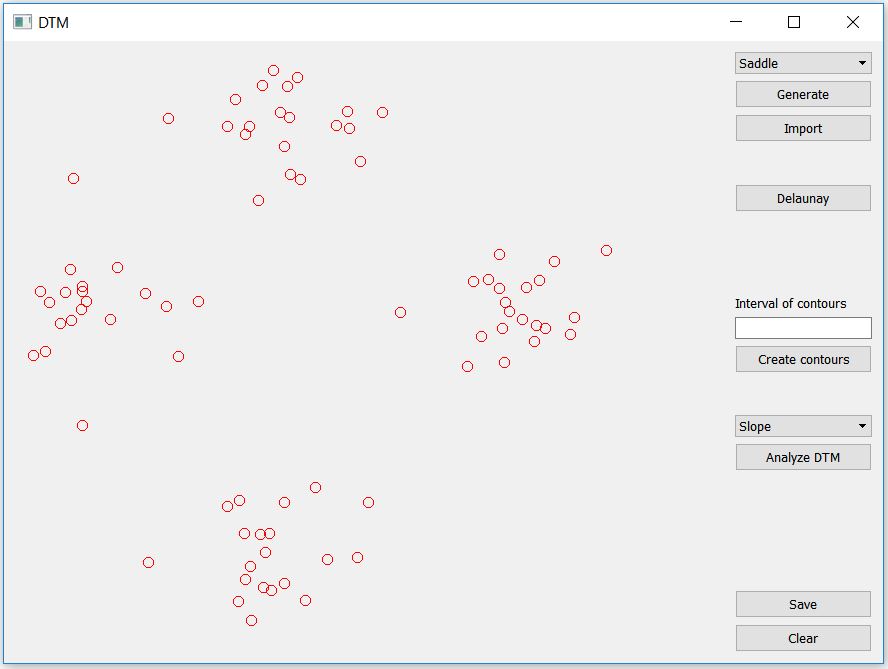 DTM
Saddle
Generate
Import
Delaunay
Interval of contours
Create contours
Slope
Analyze DTM
Save
Clear